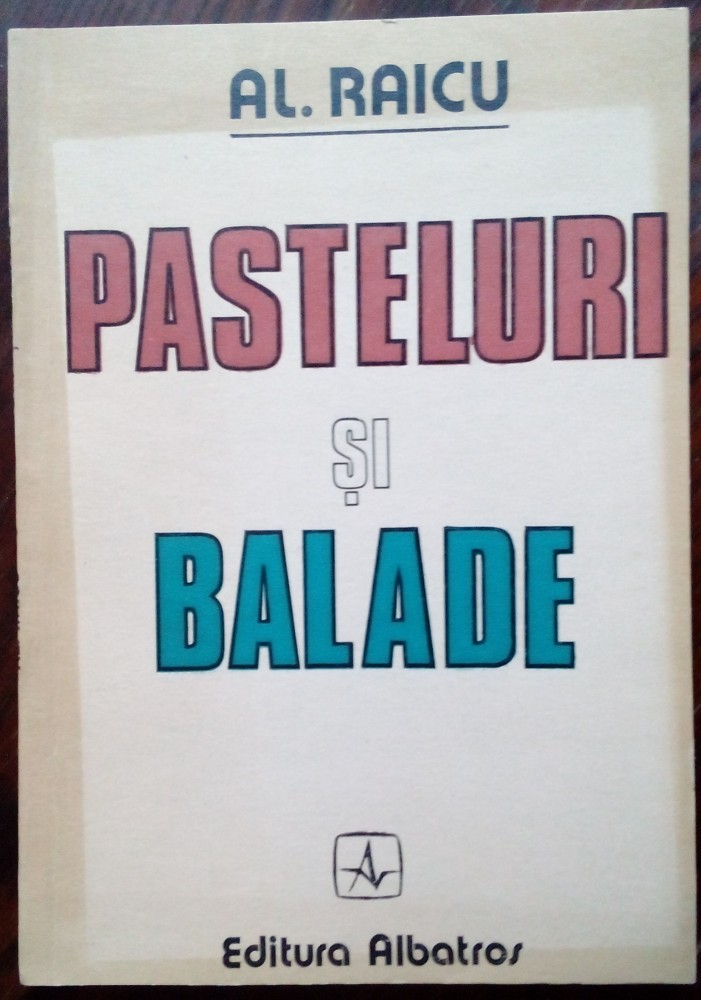 AL. RAICU
PASTELURI
ȘI
BALADE
Editura Albatros